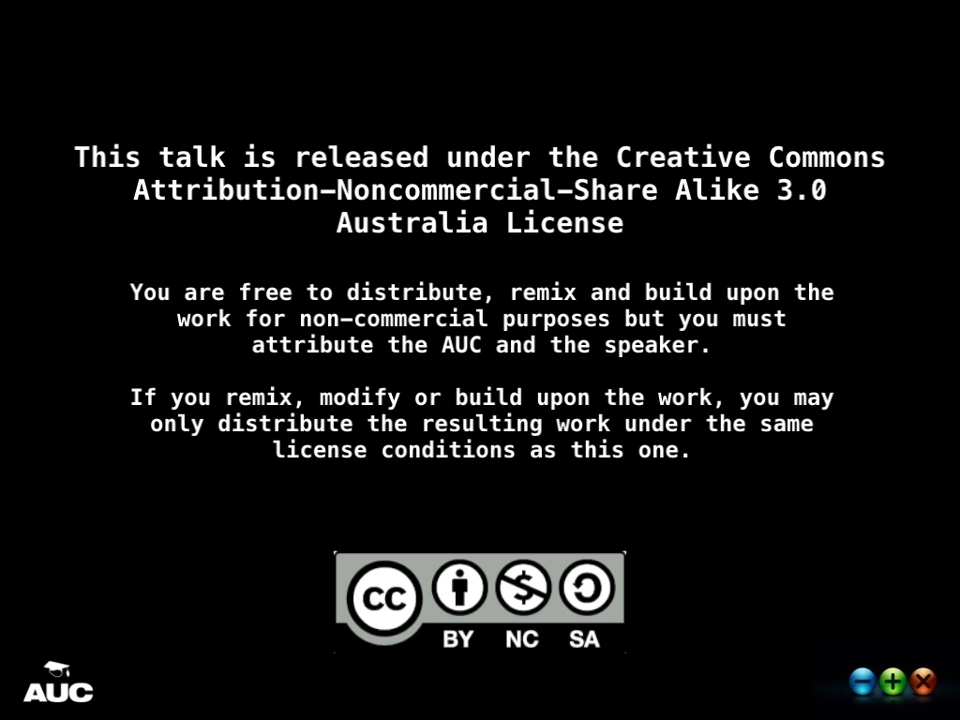 This talk is released under the Creative Commons
Attribution-Noncommercial-Share Alike 3.0
Australia License
You are free to distribute, remix and build upon the
work for non-commercial purposes but you must
attribute the AUC and the speaker.
If you remix, modify or build upon the work, you may
only distribute the resulting work under the same
license conditions as this one.
CC $
BY NC SA
AUC